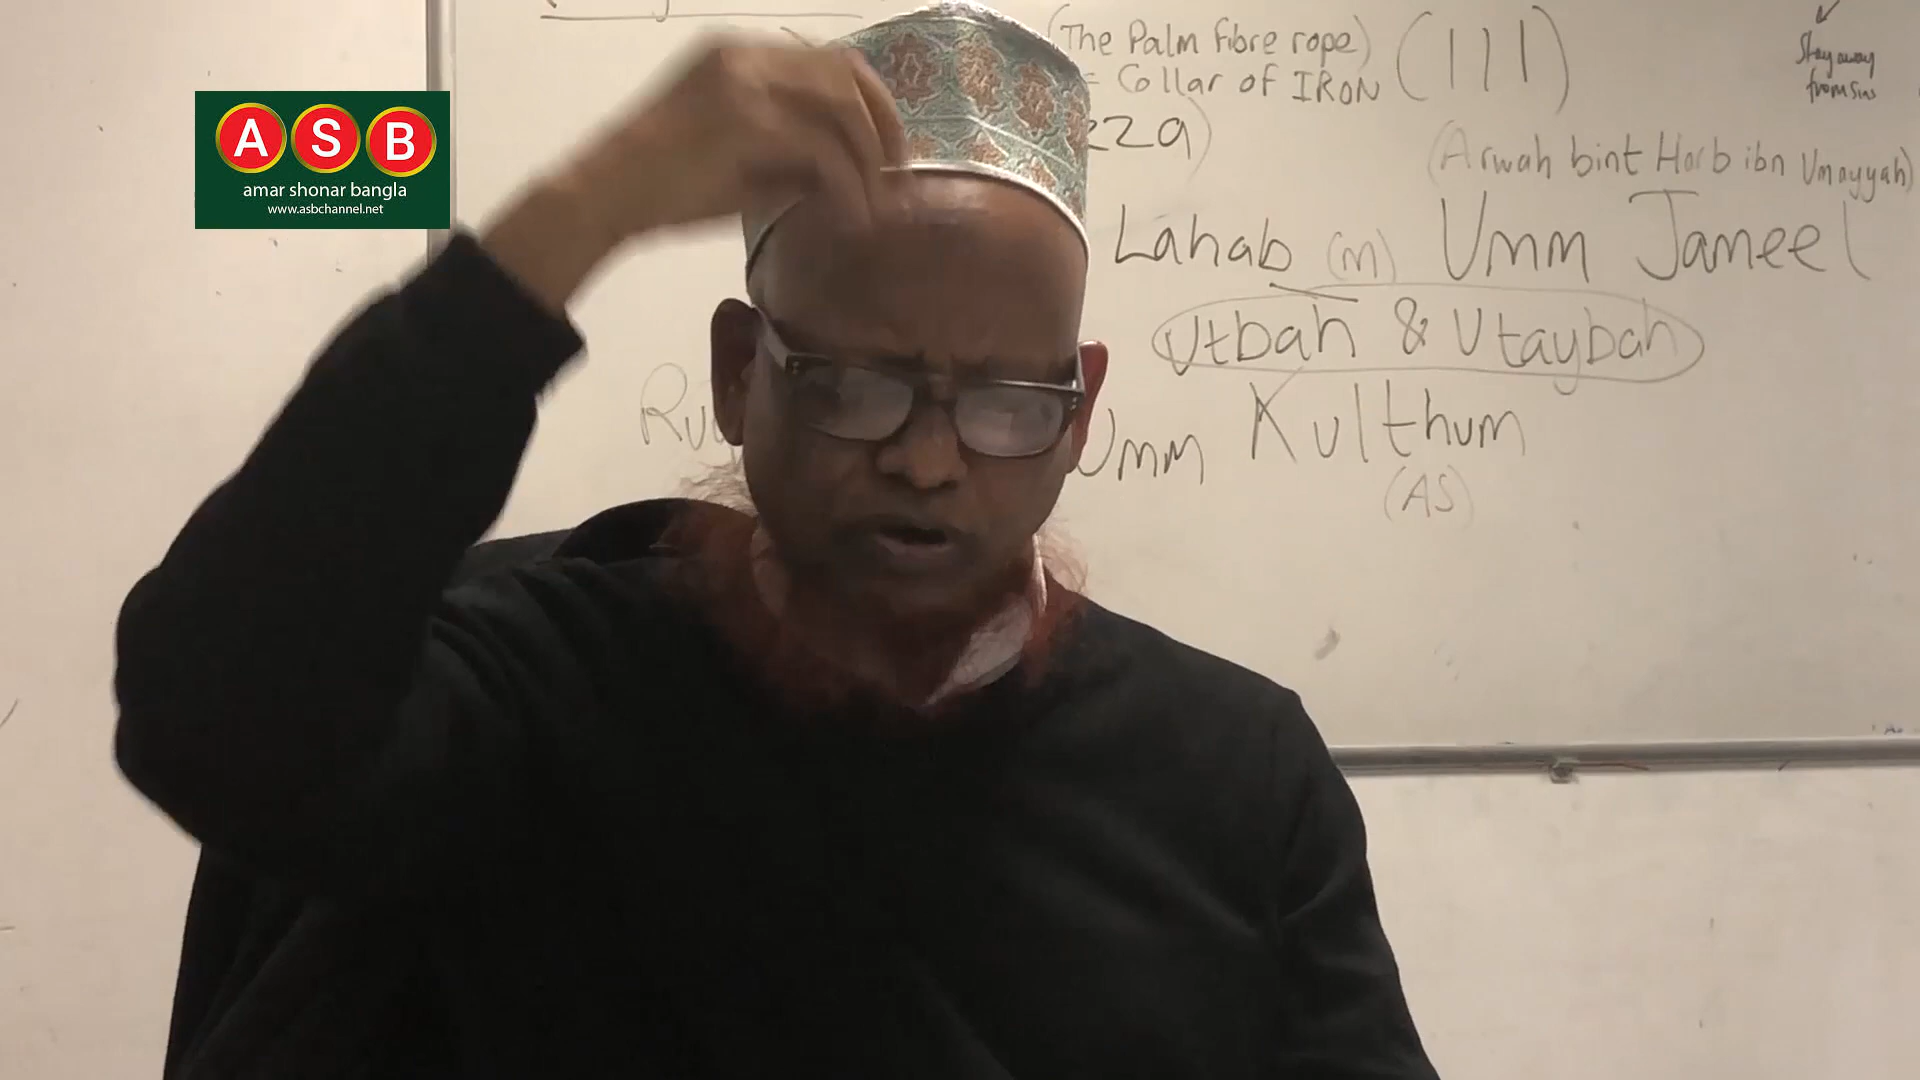 A S B
amar shonar bangla
www.asbchannel.net
(The Palm fibre rope) (111)
= Collar of IRON
Stay away
from sins
zza)
(Arwah bint Harb ibn Umayyah)
Lahab (m) Umm Jameel
Utbah & Utaybah
Umm Kulthum
(AS)